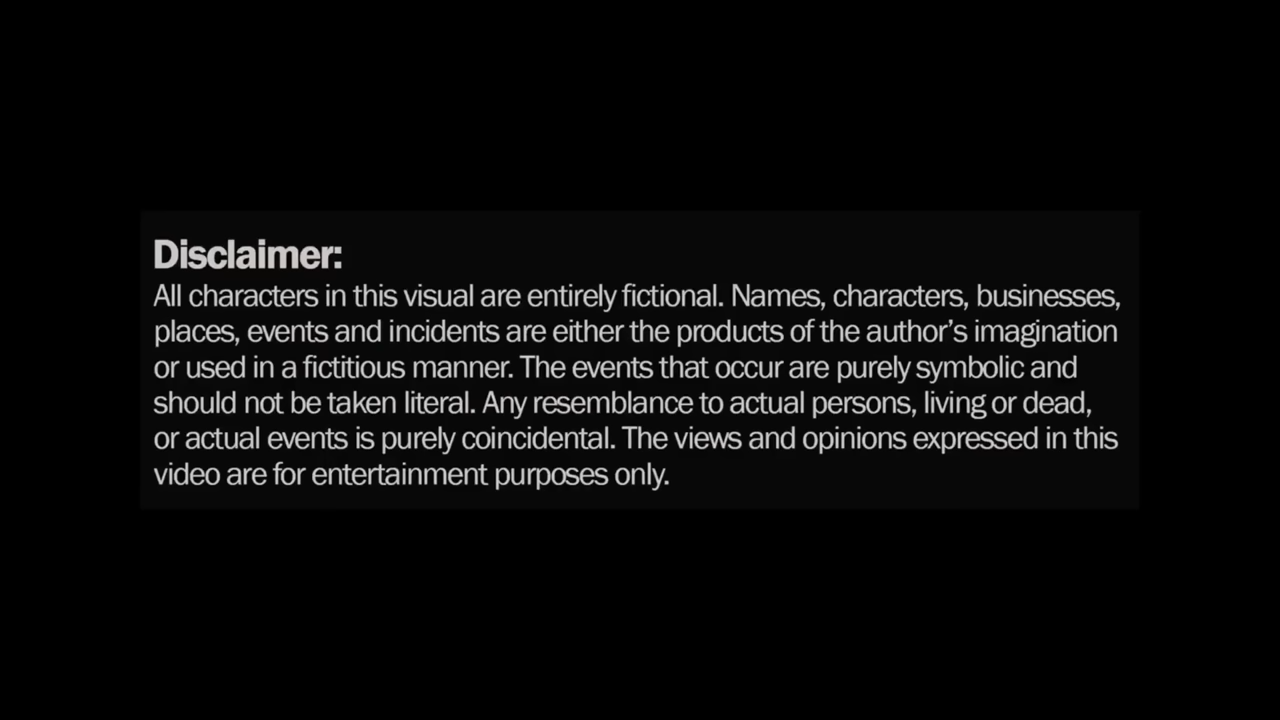 Disclaimer:
All characters in this visual are entirely fictional. Names, characters, businesses,
places, events and incidents are either the products of the author’s imagination
or used in a fictitious manner. The events that occur are purely symbolic and
should not be taken literal. Any resemblance to actual persons, living or dead,
or actual events is purely coincidental. The views and opinions expressed in this
video are for entertainment purposes only.